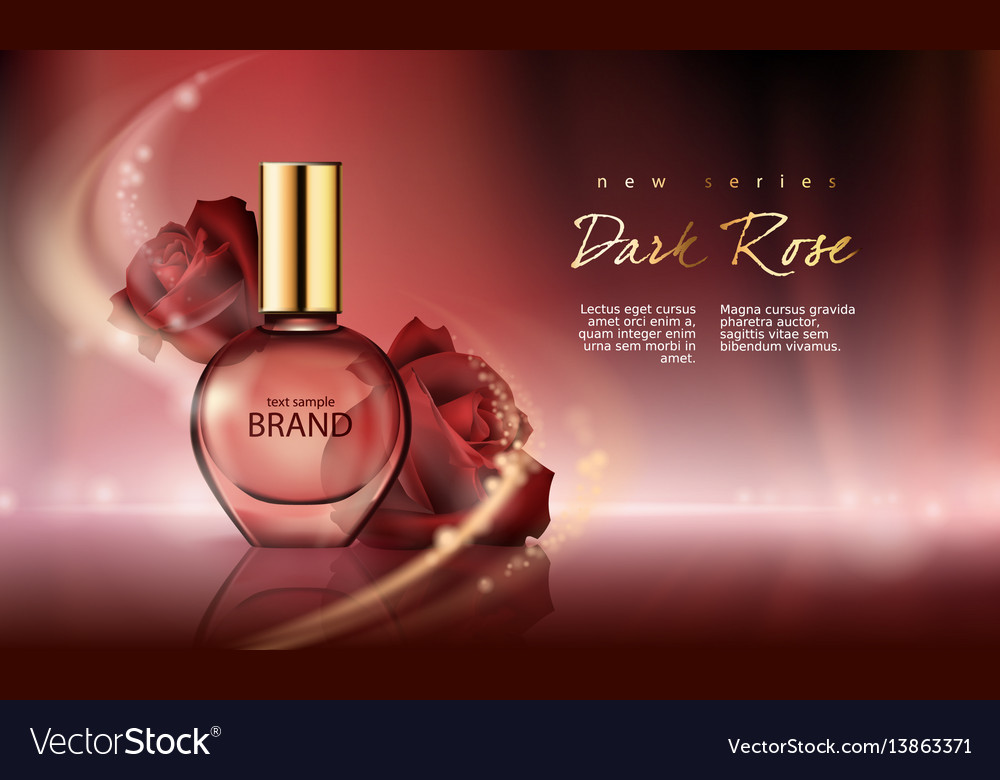 new series
Dark Rose
Lectus eget cursus
amet orci enim a,
quam integer enim
urna sem morbi in
amet.
Magna cursus gravida
pharetra auctor,
sagittis vitae sem
bibendum vivamus.
text sample
BRAND
VectorStock®
VectorStock.com/13863371